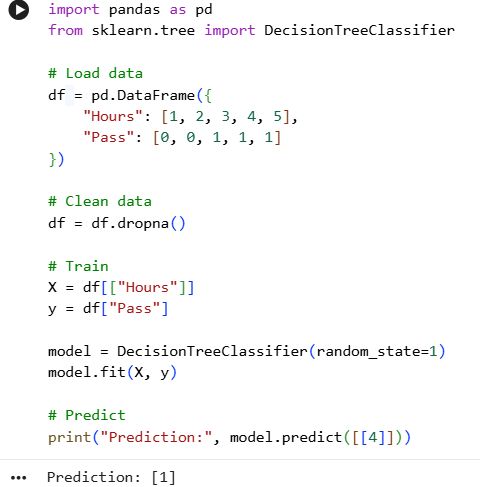 import pandas as pd
from sklearn.tree import DecisionTreeClassifier
# Load data
df = pd.DataFrame({
    "Hours": [1, 2, 3, 4, 5],
    "Pass": [0, 0, 1, 1, 1]
})
# Clean data
df = df.dropna()
# Train
X = df[["Hours"]]
y = df["Pass"]
model = DecisionTreeClassifier(random_state=1)
model.fit(X, y)
# Predict
print("Prediction:", model.predict([[4]]))
Prediction: [1]